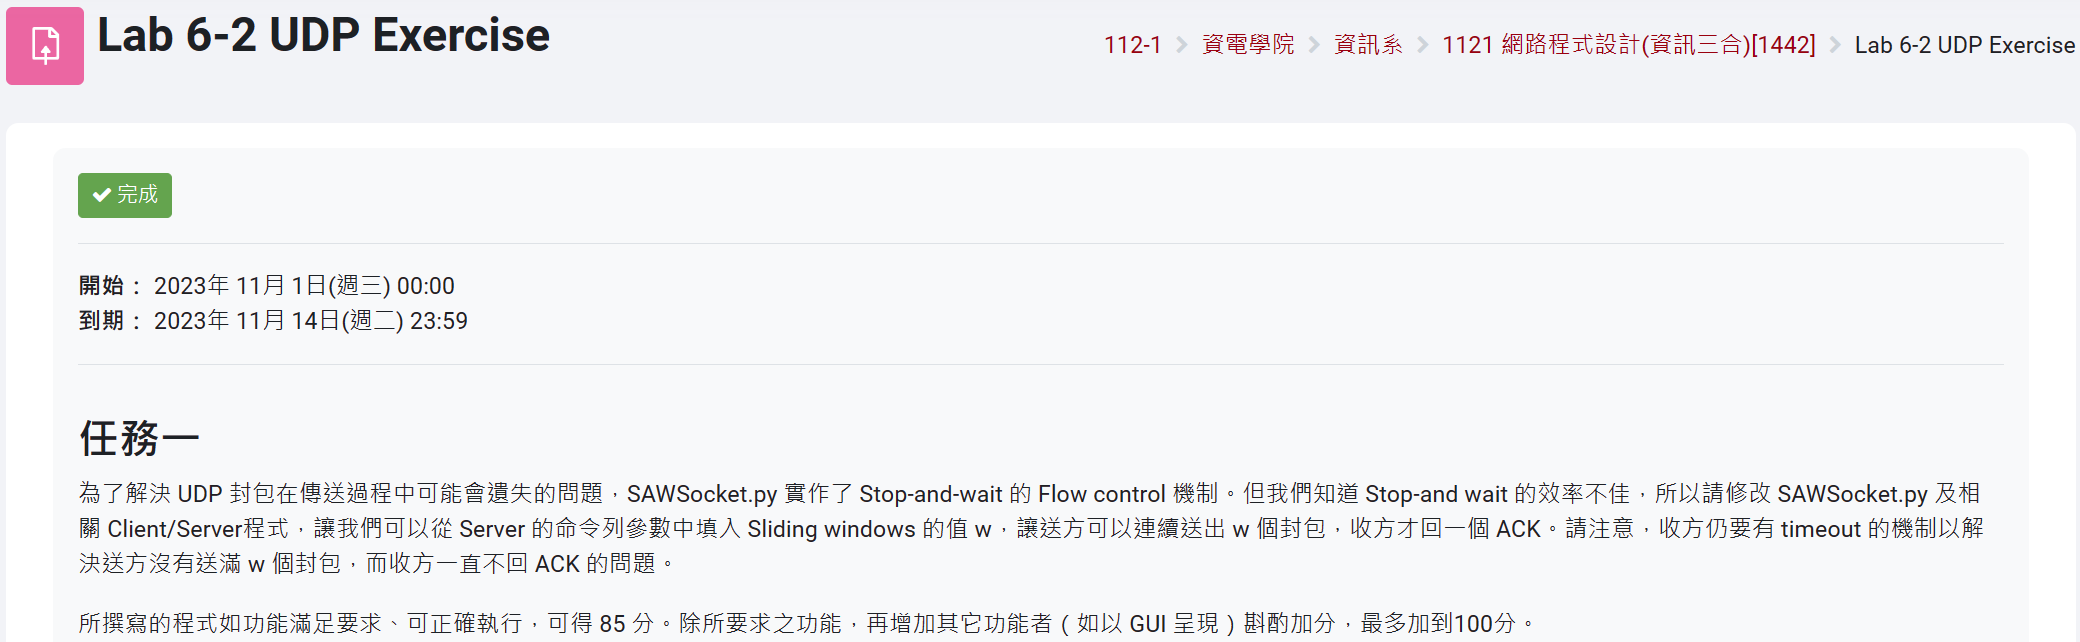 Lab 6-2 UDP Exercise
112-1 > 資電學院 > 資訊系 > 1121 網路程式設計(資訊三合)[1442] > Lab 6-2 UDP Exercise
完成
開始： 2023年 11月 1日(週三) 00:00
到期： 2023年 11月 14日(週二) 23:59
任務一
為了解決 UDP 封包在傳送過程中可能會遺失的問題，SAWSocket.py 實作了 Stop-and-wait 的 Flow control 機制。但我們知道 Stop-and wait 的效率不佳，所以請修改 SAWSocket.py 及相
關 Client/Server程式，讓我們可以從 Server 的命令列參數中填入 Sliding windows 的值 w，讓送方可以連續送出 w 個封包，收方才回一個 ACK。請注意，收方仍要有 timeout 的機制以解
決送方沒有送滿 w 個封包，而收方一直不回 ACK 的問題。
所撰寫的程式如功能滿足要求、可正確執行，可得 85 分。除所要求之功能，再增加其它功能者（如以 GUI 呈現）斟酌加分，最多加到100分。